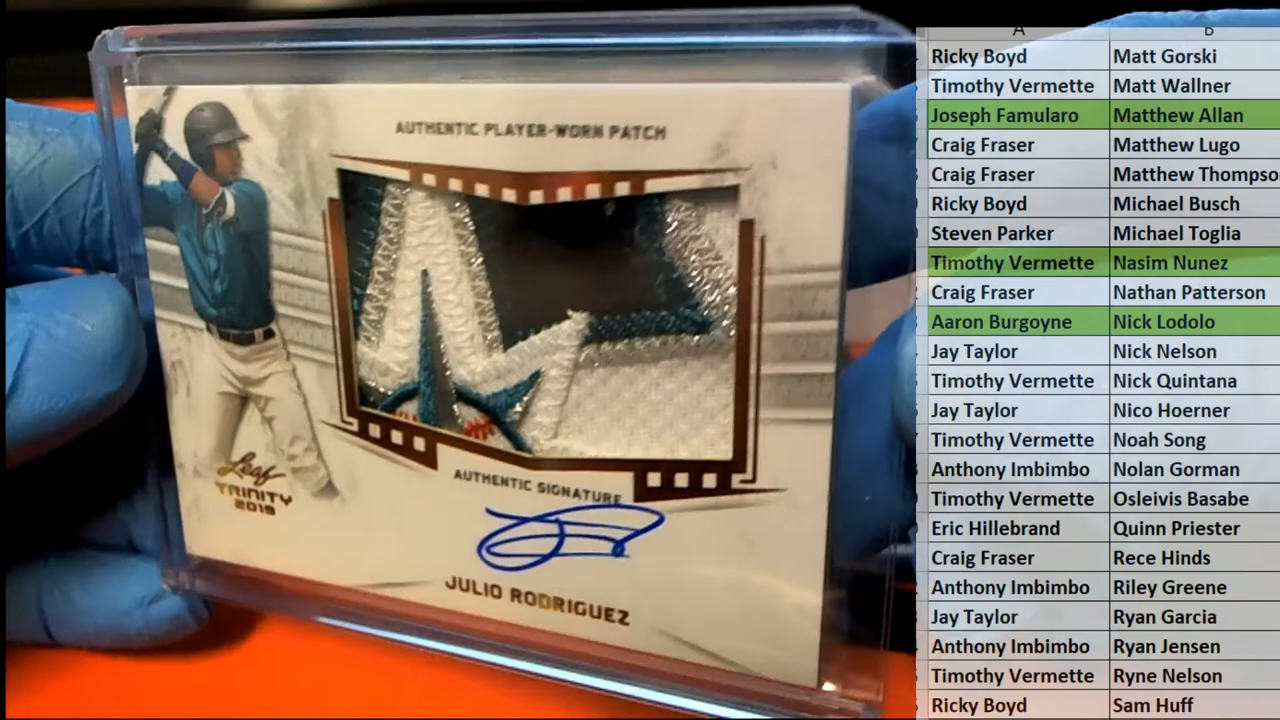 AUTHENTIC PLAYER-WORN PATCH
AUTHENTIC SIGNATURE
JULIO RODRIGUEZ
Leaf
TRINITY
2019
A B
Ricky Boyd Matt Gorski
Timothy Vermette Matt Wallner
Joseph Famularo Matthew Allan
Craig Fraser Matthew Lugo
Craig Fraser Matthew Thompso
Ricky Boyd Michael Busch
Steven Parker Michael Toglia
Timothy Vermette Nasim Nunez
Craig Fraser Nathan Patterson
Aaron Burgoyne Nick Lodolo
Jay Taylor Nick Nelson
Timothy Vermette Nick Quintana
Jay Taylor Nico Hoerner
Timothy Vermette Noah Song
Anthony Imbimbo Nolan Gorman
Timothy Vermette Osleivis Basabe
Eric Hillebrand Quinn Priester
Craig Fraser Rece Hinds
Anthony Imbimbo Riley Greene
Jay Taylor Ryan Garcia
Anthony Imbimbo Ryan Jensen
Timothy Vermette Ryne Nelson
Ricky Boyd Sam Huff